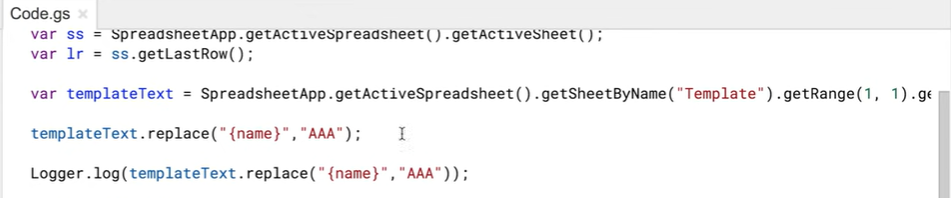 Code.gs ×
var ss = SpreadsheetApp.getActiveSpreadsheet().getActiveSheet();
var lr = ss.getLastRow();
var templateText = SpreadsheetApp.getActiveSpreadsheet().getSheetByName("Template").getRange(1, 1).ge
templateText.replace("{name}","AAA");
Logger.log(templateText.replace("{name}","AAA"));